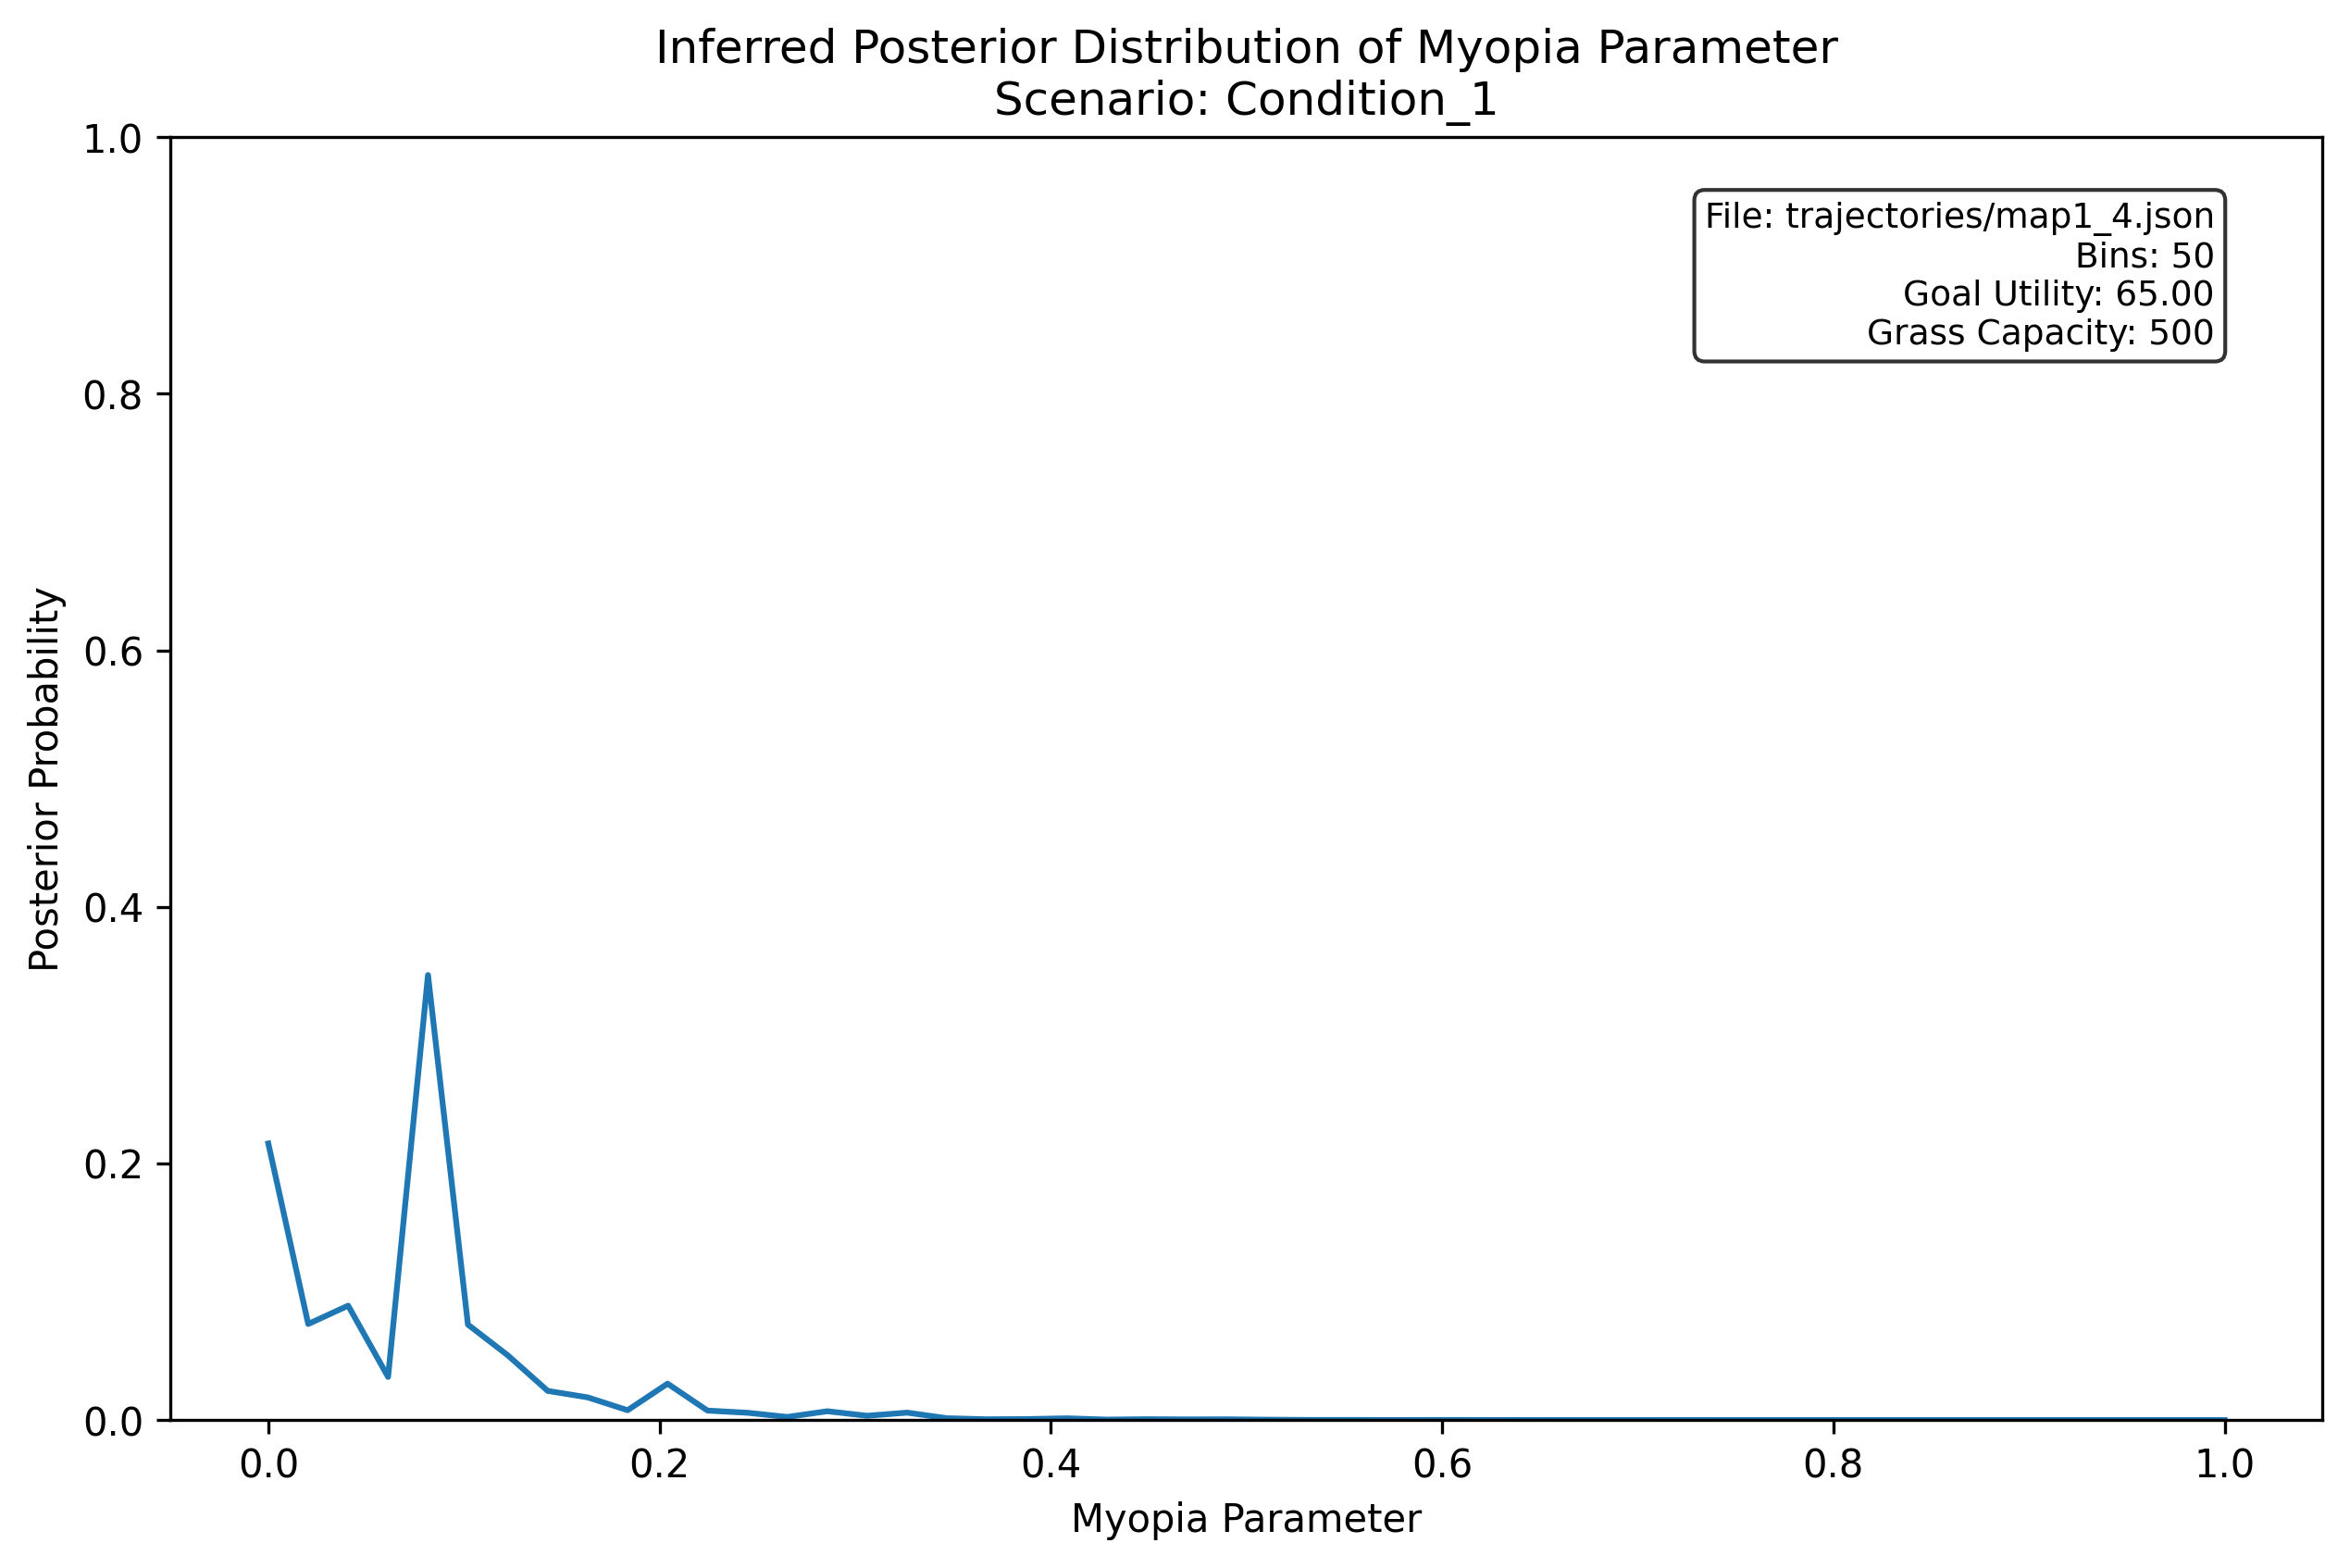 Inferred Posterior Distribution of Myopia Parameter
Scenario: Condition_1
1.0
0.8
0.6
0.4
0.2
0.0
Posterior Probability
File: trajectories/map1_4.json
Bins: 50
Goal Utility: 65.00
Grass Capacity: 500
0.0 0.2 0.4 0.6 0.8 1.0
Myopia Parameter